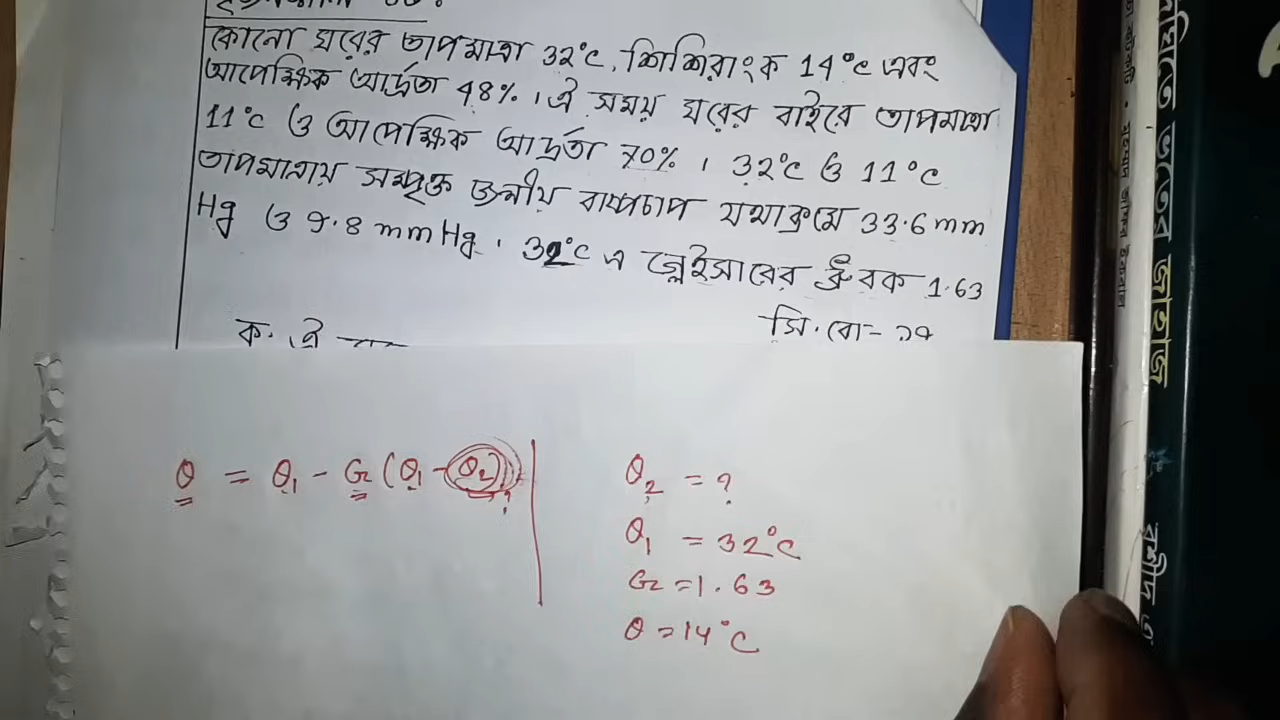 কোনো ঘরের তাপমাত্রা 32°C, শিশিরাংক 14°C এবং
আপেক্ষিক আর্দ্রতা 48%। ঐ সময় ঘরের বাইরে তাপমাত্রা
11°C ও আপেক্ষিক আর্দ্রতা 70%। 32°C ও 11°C
তাপমাত্রায় সম্পৃক্ত জলীয় বাষ্পচাপ যথাক্রমে 33.6 mm
Hg ও 9.8 mm Hg. 32°C এ গ্লেইসারের ধ্রুবক 1.63
সি. বো- ১৭
ক. ঐ
θ = θ₁ - G (θ₁ - θ₂) ?
θ₂ = ?
θ₁ = 32°C
G = 1.63
θ = 14°C